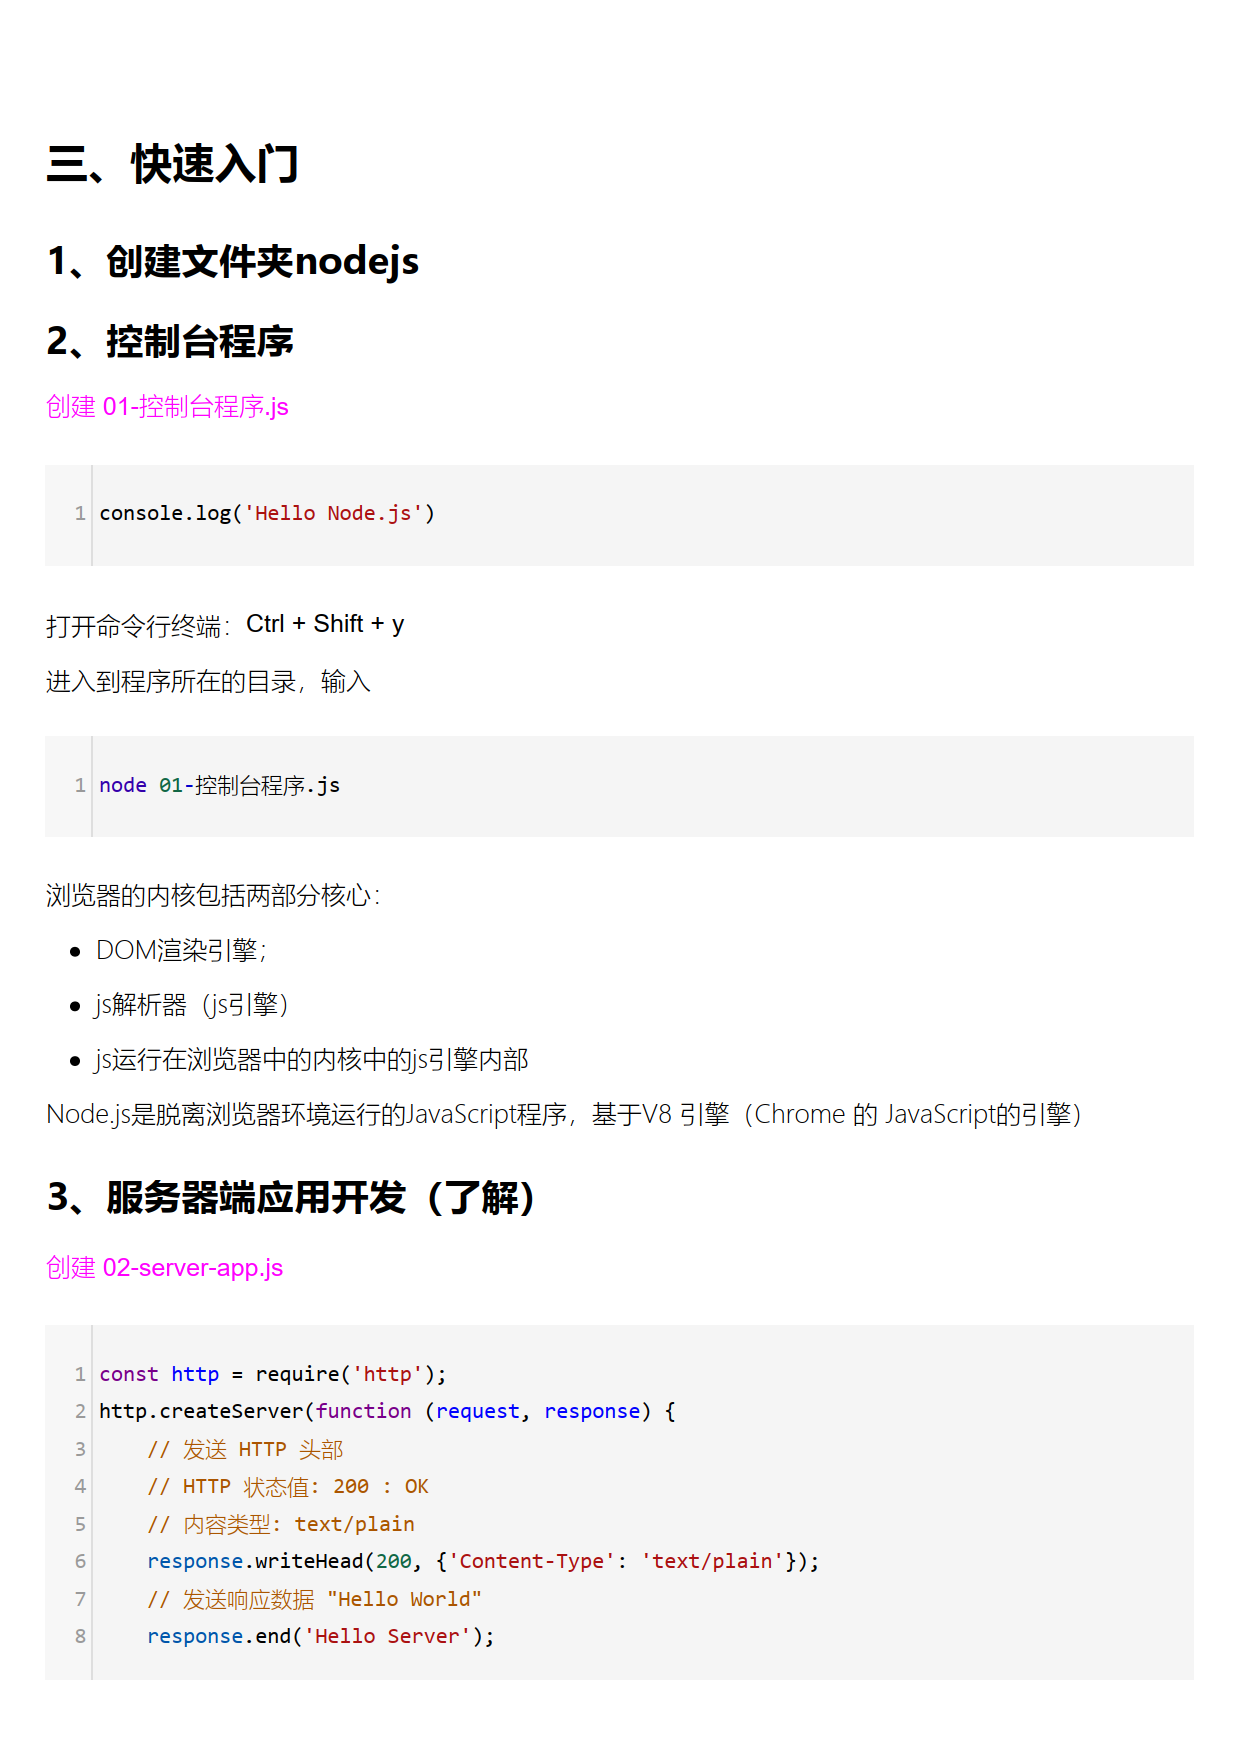 三、快速入门
1、创建文件夹nodejs
2、控制台程序
创建 01-控制台程序.js
1 console.log('Hello Node.js')
打开命令行终端：Ctrl + Shift + y
进入到程序所在的目录，输入
1 node 01-控制台程序.js
浏览器的内核包括两部分核心：
• DOM渲染引擎；
• js解析器（js引擎）
• js运行在浏览器中的内核中的js引擎内部
Node.js是脱离浏览器环境运行的JavaScript程序，基于V8 引擎（Chrome 的 JavaScript的引擎）
3、服务器端应用开发（了解）
创建 02-server-app.js
1 const http = require('http');
2 http.createServer(function (request, response) {
3     // 发送 HTTP 头部
4     // HTTP 状态值: 200 : OK
5     // 内容类型: text/plain
6     response.writeHead(200, {'Content-Type': 'text/plain'});
7     // 发送响应数据 "Hello World"
8     response.end('Hello Server');